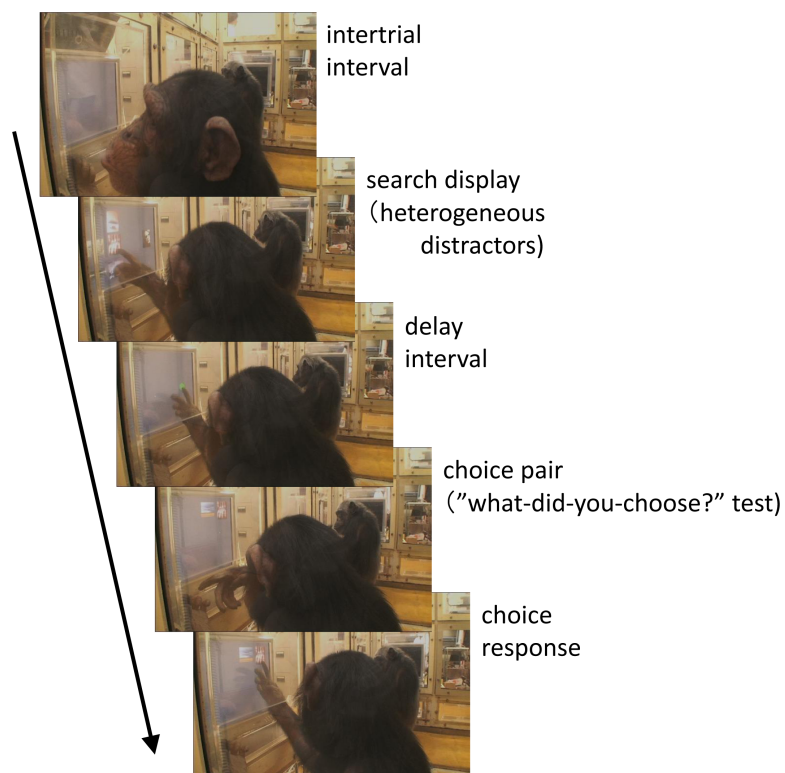 intertrial
interval
search display
（heterogeneous
distractors)
delay
interval
choice pair
（”what-did-you-choose?” test)
choice
response